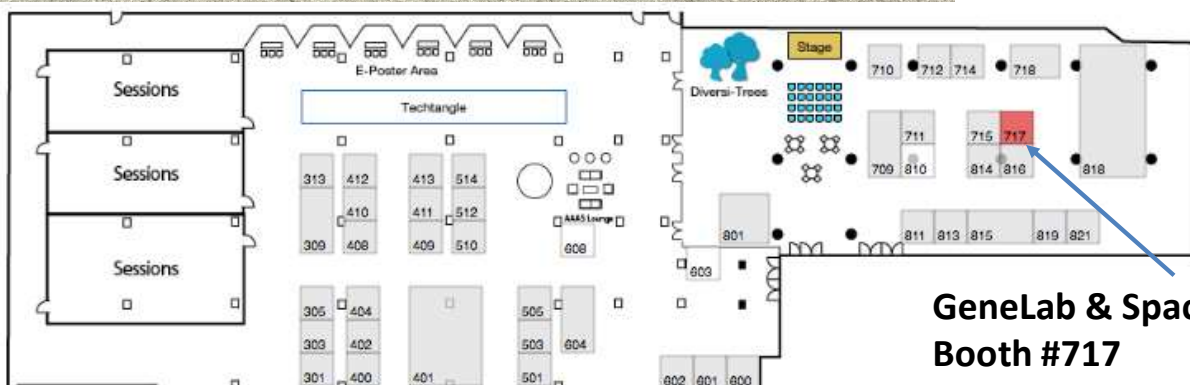 Stage
E-Poster Area
Diversi-Trees
710 712 714 718
Sessions
Techtangle
711 715 717
709 810 814 816 818
Sessions
313 412 413 514
410 411 512
AAAS Lounge
309 408 409 510
608
801
811 813 815 819 821
Sessions
603
305 404 505
303 402 503 604
301 400 401 501
602 601 600
GeneLab & Spac
Booth #717